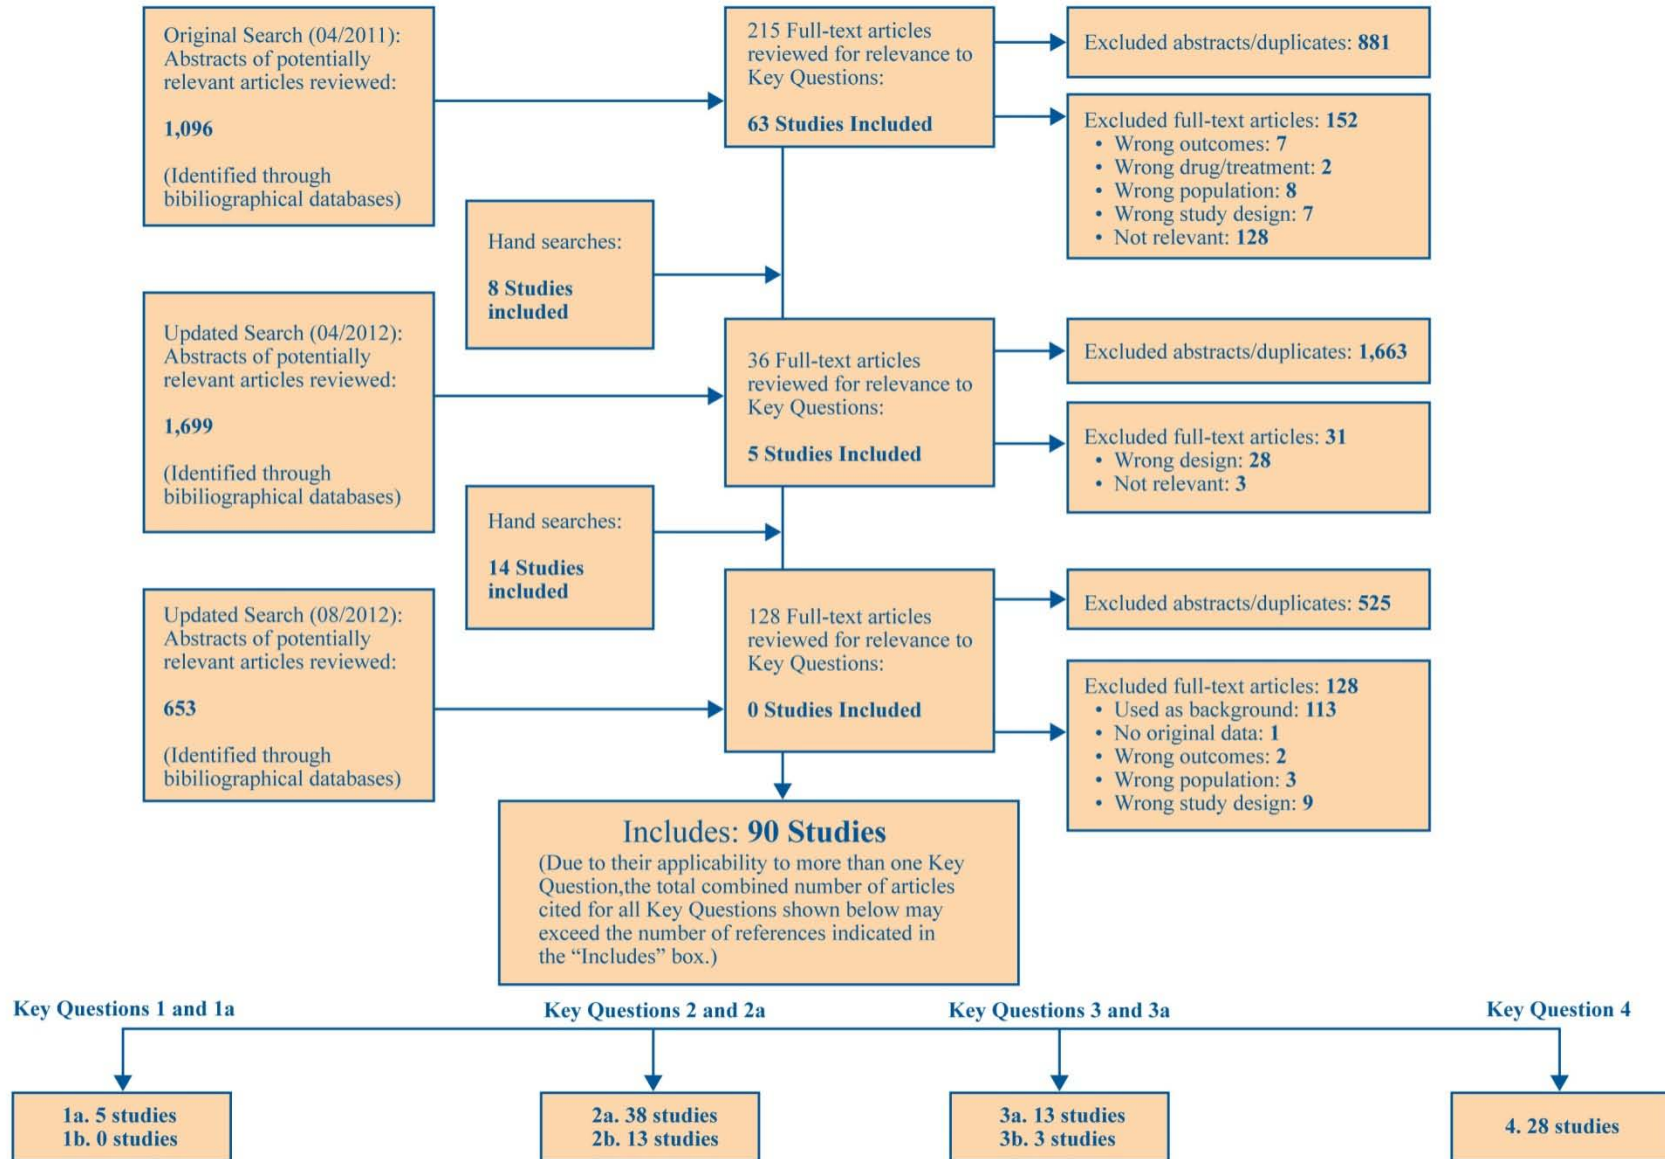 Original Search (04/2011):
Abstracts of potentially
relevant articles reviewed:
1,096
(Identified through
bibiliographical databases)
215 Full-text articles
reviewed for relevance to
Key Questions:
63 Studies Included
Excluded abstracts/duplicates: 881
Excluded full-text articles: 152
• Wrong outcomes: 7
• Wrong drug/treatment: 2
• Wrong population: 8
• Wrong study design: 7
• Not relevant: 128
Hand searches:
8 Studies
included
Updated Search (04/2012):
Abstracts of potentially
relevant articles reviewed:
1,699
(Identified through
bibiliographical databases)
36 Full-text articles
reviewed for relevance to
Key Questions:
5 Studies Included
Excluded abstracts/duplicates: 1,663
Excluded full-text articles: 31
• Wrong design: 28
• Not relevant: 3
Hand searches:
14 Studies
included
Updated Search (08/2012):
Abstracts of potentially
relevant articles reviewed:
653
(Identified through
bibiliographical databases)
128 Full-text articles
reviewed for relevance to
Key Questions:
0 Studies Included
Excluded abstracts/duplicates: 525
Excluded full-text articles: 128
• Used as background: 113
• No original data: 1
• Wrong outcomes: 2
• Wrong population: 3
• Wrong study design: 9
Includes: 90 Studies
(Due to their applicability to more than one Key
Question,the total combined number of articles
cited for all Key Questions shown below may
exceed the number of references indicated in
the “Includes” box.)
Key Questions 1 and 1a
Key Questions 2 and 2a
Key Questions 3 and 3a
Key Question 4
1a. 5 studies
1b. 0 studies
2a. 38 studies
2b. 13 studies
3a. 13 studies
3b. 3 studies
4. 28 studies